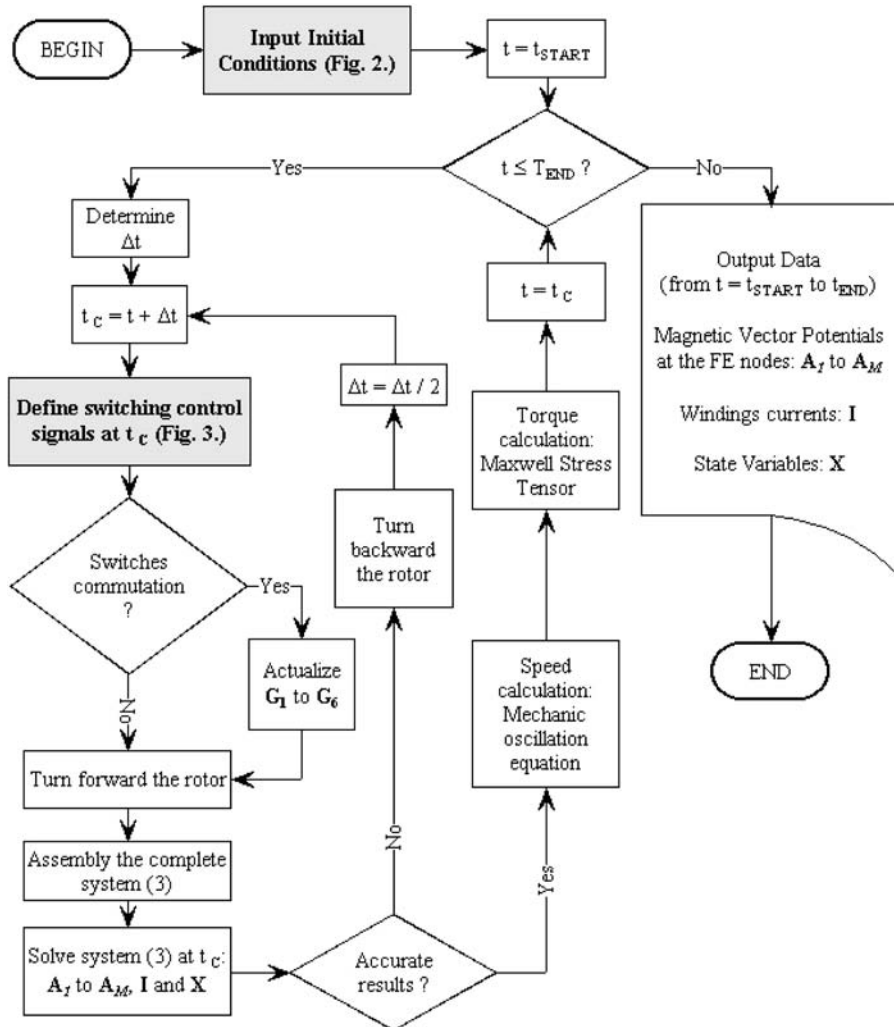 BEGIN
Input Initial
Conditions (Fig. 2.)
t = tSTART
t ≤ TEND ?
Yes
No
Determine
Δt
t C = t + Δt
Define switching control
signals at t C (Fig. 3.)
Switches
commutation
?
Yes
No
Actualize
G1 to G6
Turn forward the rotor
Assembly the complete
system (3)
Solve system (3) at tC:
A1 to AM, I and X
Accurate
results ?
No
Turn
backward
the rotor
Δt = Δt / 2
Yes
Speed
calculation:
Mechanic
oscillation
equation
Torque
calculation:
Maxwell Stress
Tensor
t = t C
Output Data
(from t = tSTART to tEND)
Magnetic Vector Potentials
at the FE nodes: A1 to AM
Windings currents: I
State Variables: X
END